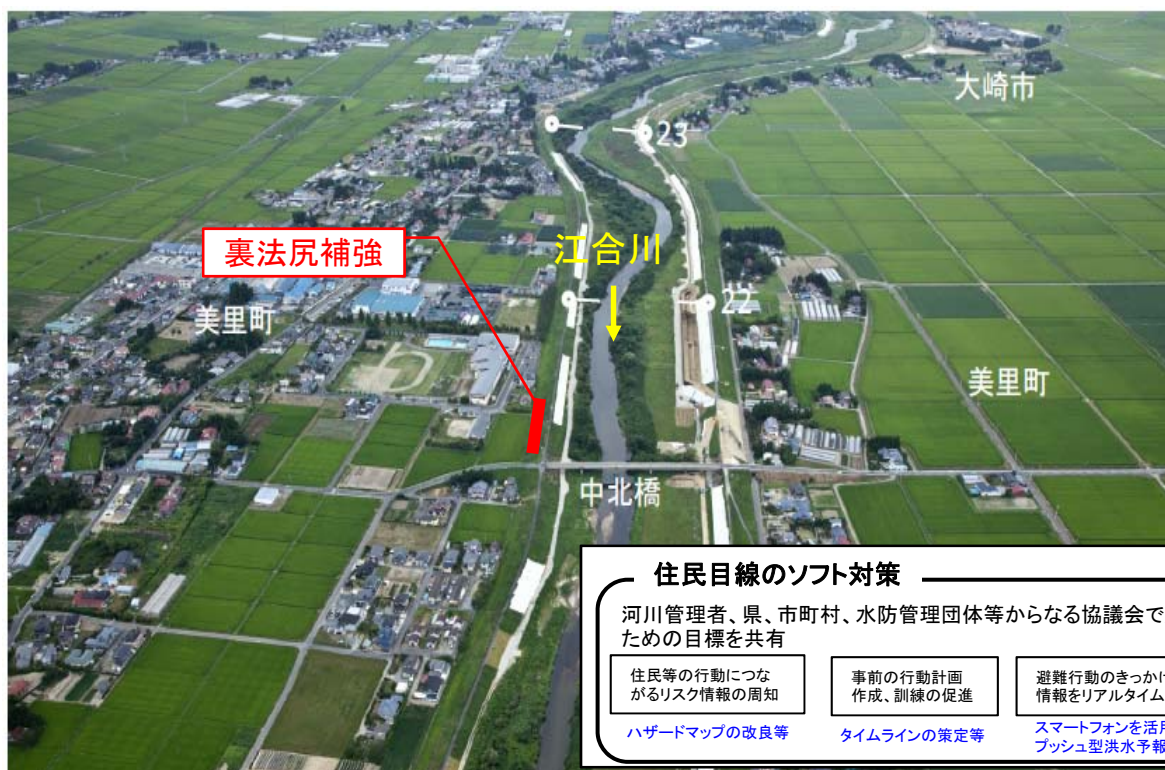 大崎市
23
裏法尻補強
江合川
22
美里町
美里町
中北橋
住民目線のソフト対策
河川管理者、県、市町村、水防管理団体等からなる協議会で
ための目標を共有
住民等の行動につな
がるリスク情報の周知
ハザードマップの改良等
事前の行動計画
作成、訓練の促進
タイムラインの策定等
避難行動のきっかけ
情報をリアルタイム
スマートフォンを活用
プッシュ型洪水予報